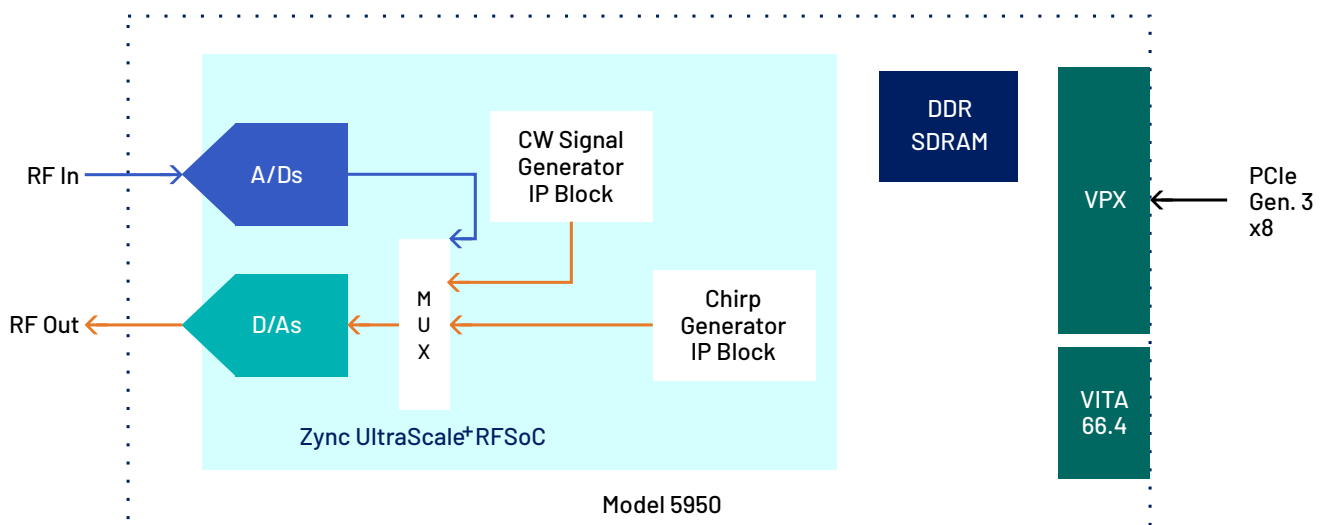 RF In
A/Ds
CW Signal
Generator
IP Block
DDR
SDRAM
VPX
PCIe
Gen. 3
x8
RF Out
D/As
M
U
X
Chirp
Generator
IP Block
VITA
66.4
Zync UltraScale+ RFSoC
Model 5950